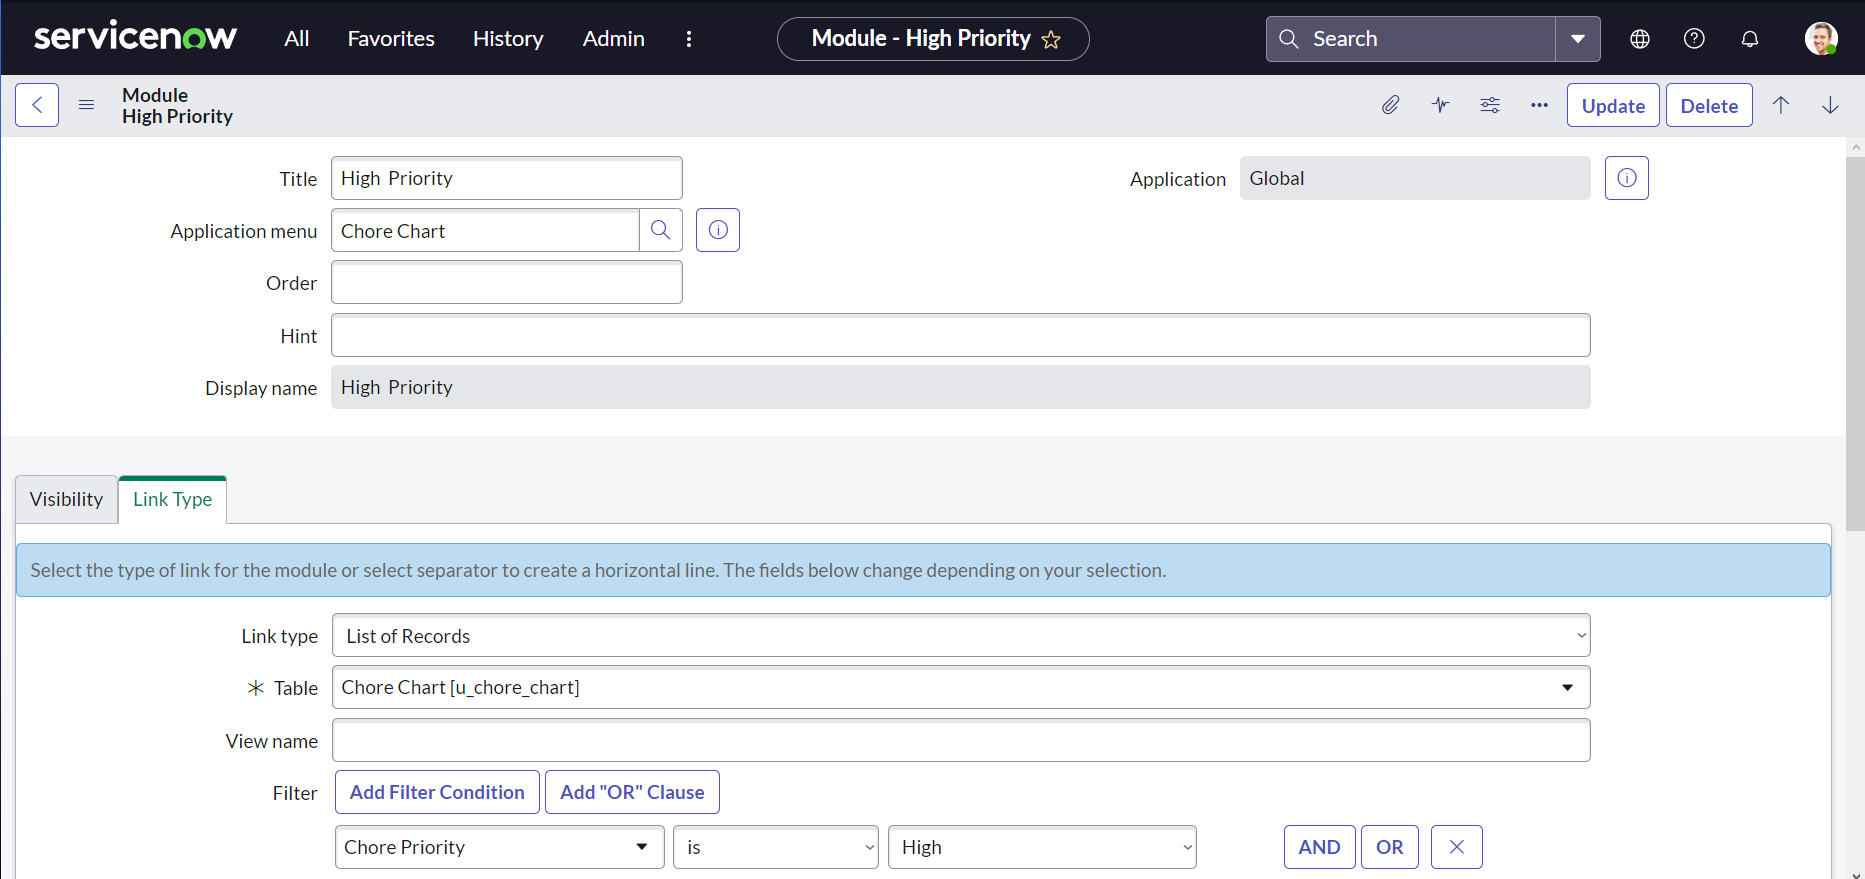 servicenow All Favorites History Admin Module - High Priority Search
Module
High Priority
Update Delete
Title High  Priority Application Global
Application menu Chore Chart
Order
Hint
Display name High  Priority
Visibility Link Type
Select the type of link for the module or select separator to create a horizontal line. The fields below change depending on your selection.
Link type List of Records
Table Chore Chart [u_chore_chart]
View name
Filter Add Filter Condition Add "OR" Clause
Chore Priority is High AND OR